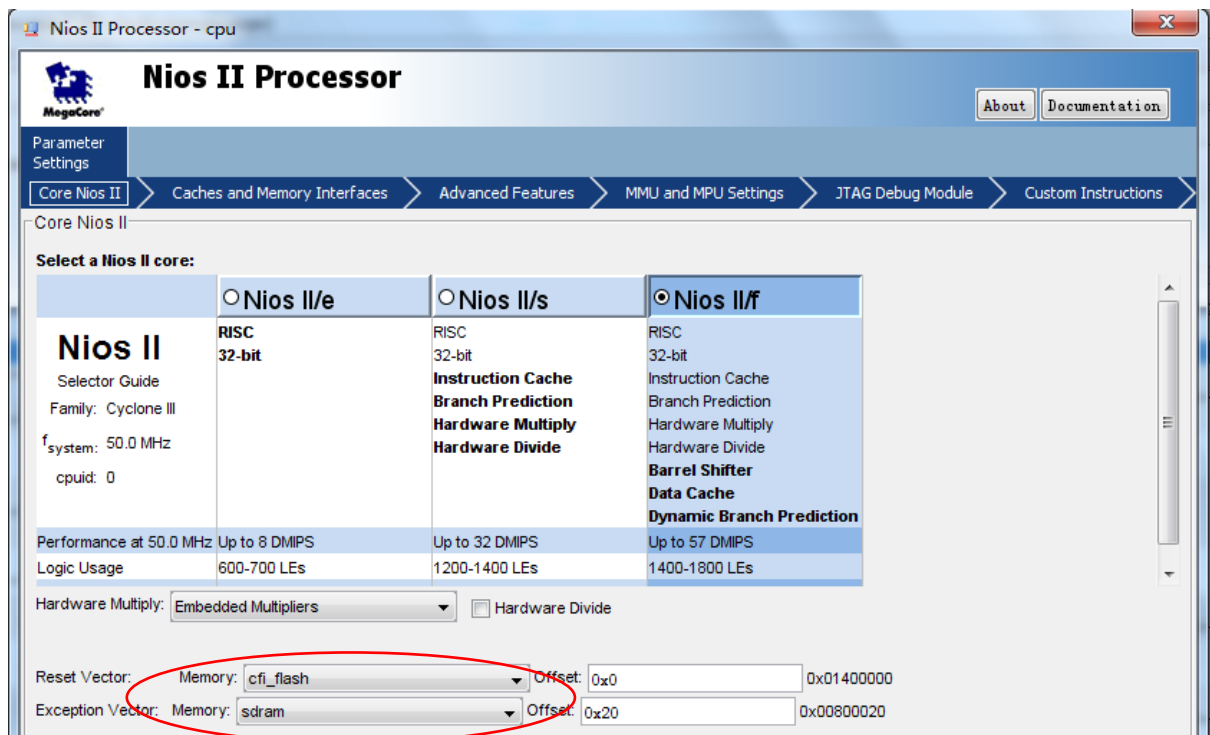 Nios II Processor - cpu
Nios II Processor
MegaCore®
About Documentation
Parameter
Settings
Core Nios II Caches and Memory Interfaces Advanced Features MMU and MPU Settings JTAG Debug Module Custom Instructions
Core Nios II
Select a Nios II core:
Nios II/e Nios II/s Nios II/f
Nios II
Selector Guide
Family: Cyclone III
fsystem: 50.0 MHz
cpuid: 0
RISC
32-bit
RISC
32-bit
Instruction Cache
Branch Prediction
Hardware Multiply
Hardware Divide
RISC
32-bit
Instruction Cache
Branch Prediction
Hardware Multiply
Hardware Divide
Barrel Shifter
Data Cache
Dynamic Branch Prediction
Performance at 50.0 MHz Up to 8 DMIPS Up to 32 DMIPS Up to 57 DMIPS
Logic Usage 600-700 LEs 1200-1400 LEs 1400-1800 LEs
Hardware Multiply: Embedded Multipliers Hardware Divide
Reset Vector: Memory: cfi_flash Offset: 0x0 0x01400000
Exception Vector: Memory: sdram Offset: 0x20 0x00800020